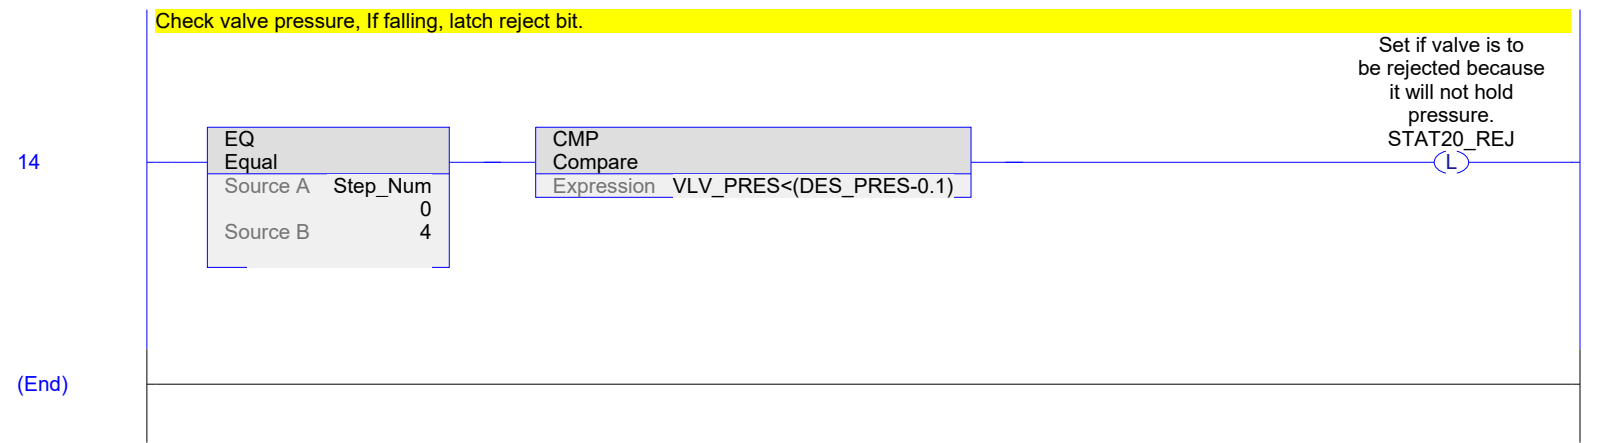 Check valve pressure, If falling, latch reject bit.
Set if valve is to
be rejected because
it will not hold
pressure.
STAT20_REJ
14
EQ
Equal
Source A Step_Num
0
Source B 4
CMP
Compare
Expression VLV_PRES<(DES_PRES-0.1)
L
(End)